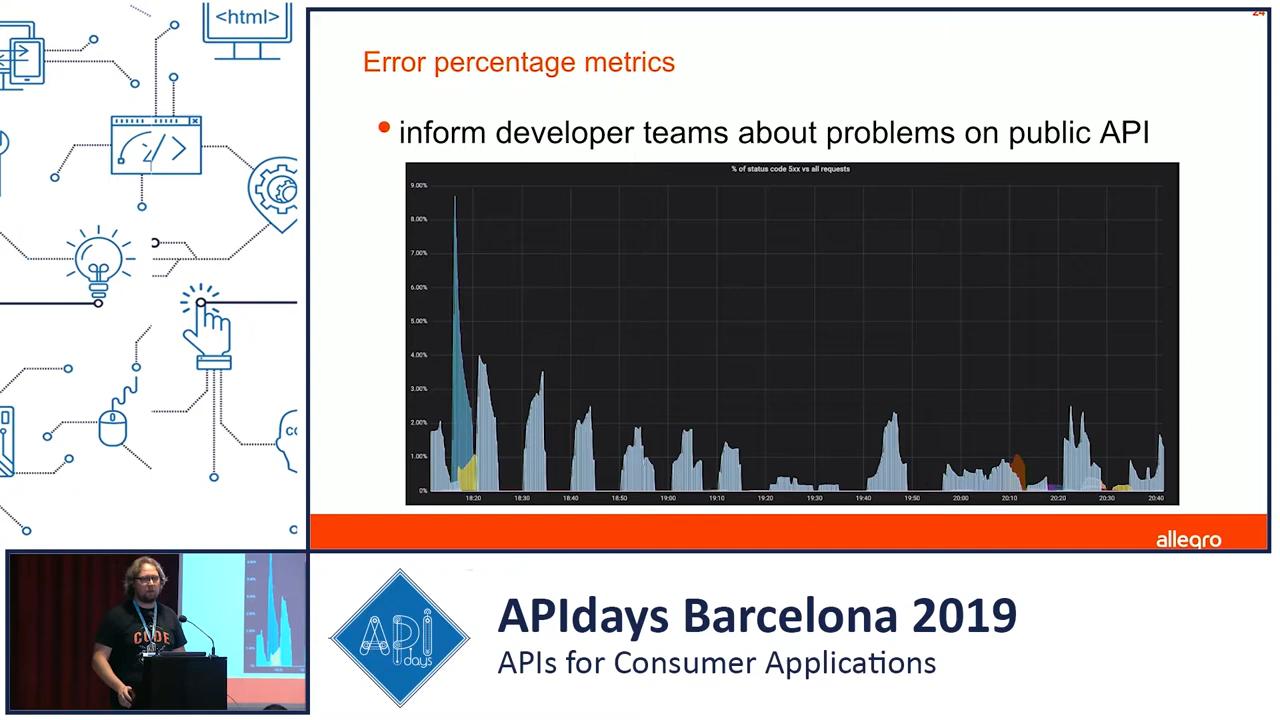 <html>
24
Error percentage metrics
inform developer teams about problems on public API
% of status code 5xx vs all requests
9.00%
8.00%
7.00%
6.00%
5.00%
4.00%
3.00%
2.00%
1.00%
0%
18:20 18:30 18:40 18:50 19:00 19:10 19:20 19:30 19:40 19:50 20:00 20:10 20:20 20:30 20:40
allegro
</>
CO
CODE
API
days
APIdays Barcelona 2019
APIs for Consumer Applications